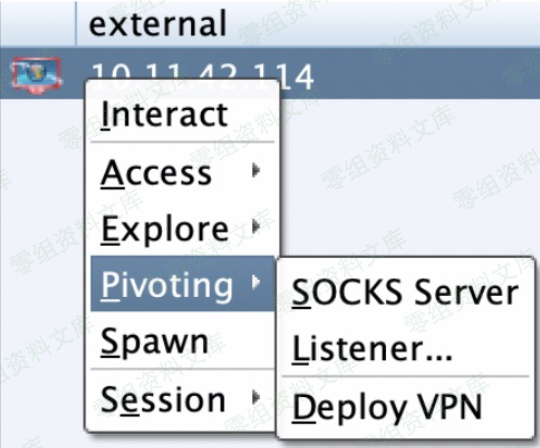 external
10.11.42.114
Interact
Access
Explore
Pivoting
SOCKS Server
Listener...
Spawn
Deploy VPN
Session
零组资料文库